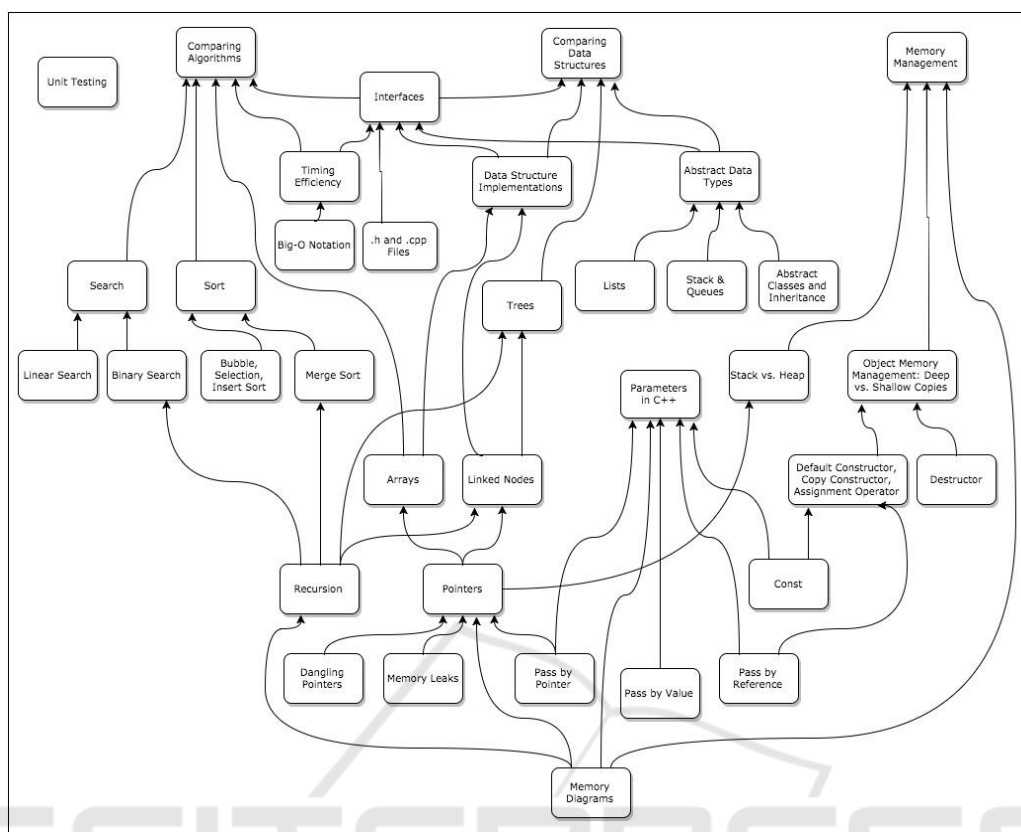 Comparing
Algorithms
Comparing
Data
Structures
Memory
Management
Unit Testing
Interfaces
Timing
Efficiency
Data Structure
Implementations
Abstract Data
Types
Big-O Notation
.h and .cpp
Files
Search
Sort
Trees
Lists
Stack &
Queues
Abstract
Classes and
Inheritance
Linear Search
Binary Search
Bubble,
Selection,
Insert Sort
Merge Sort
Parameters
in C++
Stack vs. Heap
Object Memory
Management: Deep
vs. Shallow Copies
Arrays
Linked Nodes
Default Constructor,
Copy Constructor,
Assignment Operator
Destructor
Recursion
Pointers
Const
Dangling
Pointers
Memory Leaks
Pass by
Pointer
Pass by Value
Pass by
Reference
Memory
Diagrams